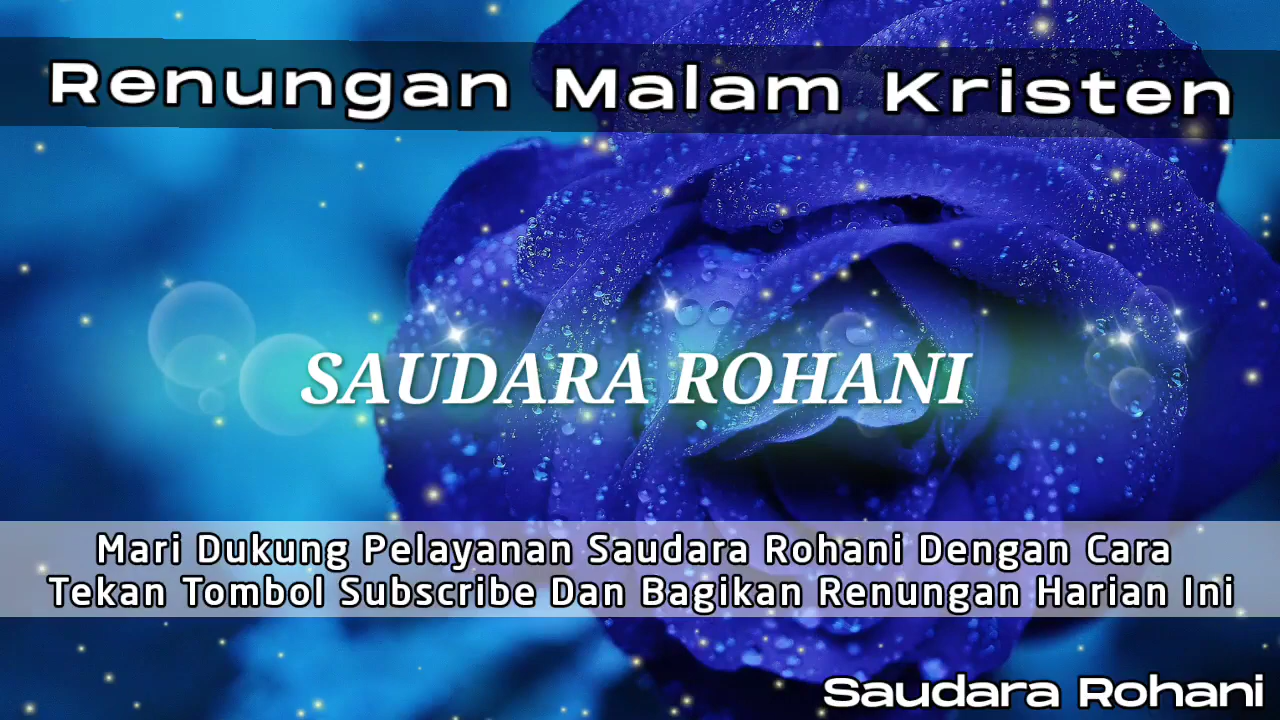 Renungan Malam Kristen
SAUDARA ROHANI
Mari Dukung Pelayanan Saudara Rohani Dengan Cara
Tekan Tombol Subscribe Dan Bagikan Renungan Harian Ini
Saudara Rohani